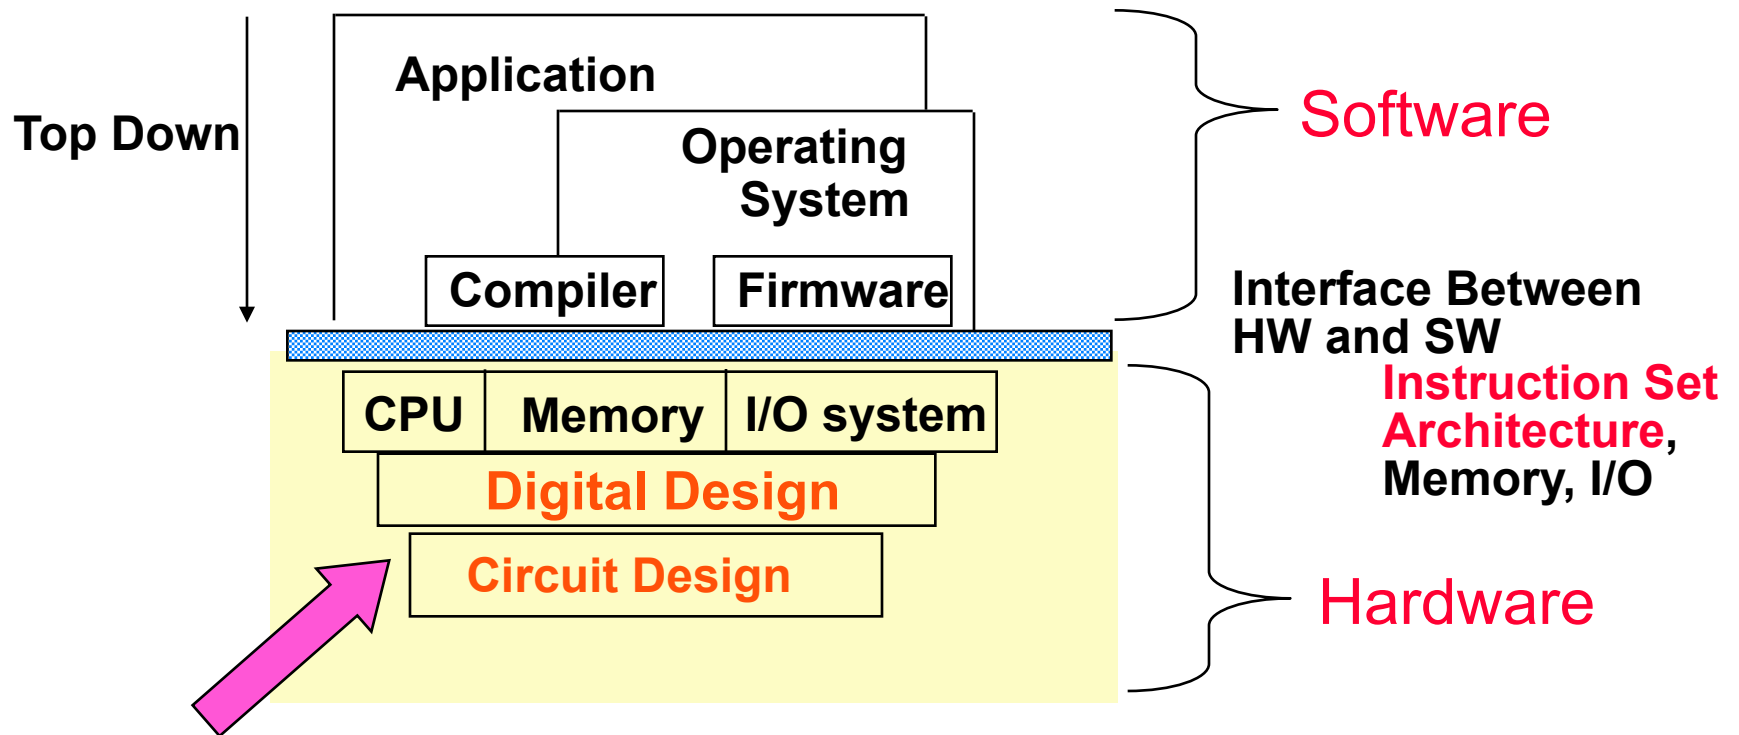 Application
Top Down
Operating
System
Software
Compiler
Firmware
Interface Between
HW and SW
Instruction Set
Architecture,
Memory, I/O
CPU
Memory
I/O system
Digital Design
Circuit Design
Hardware